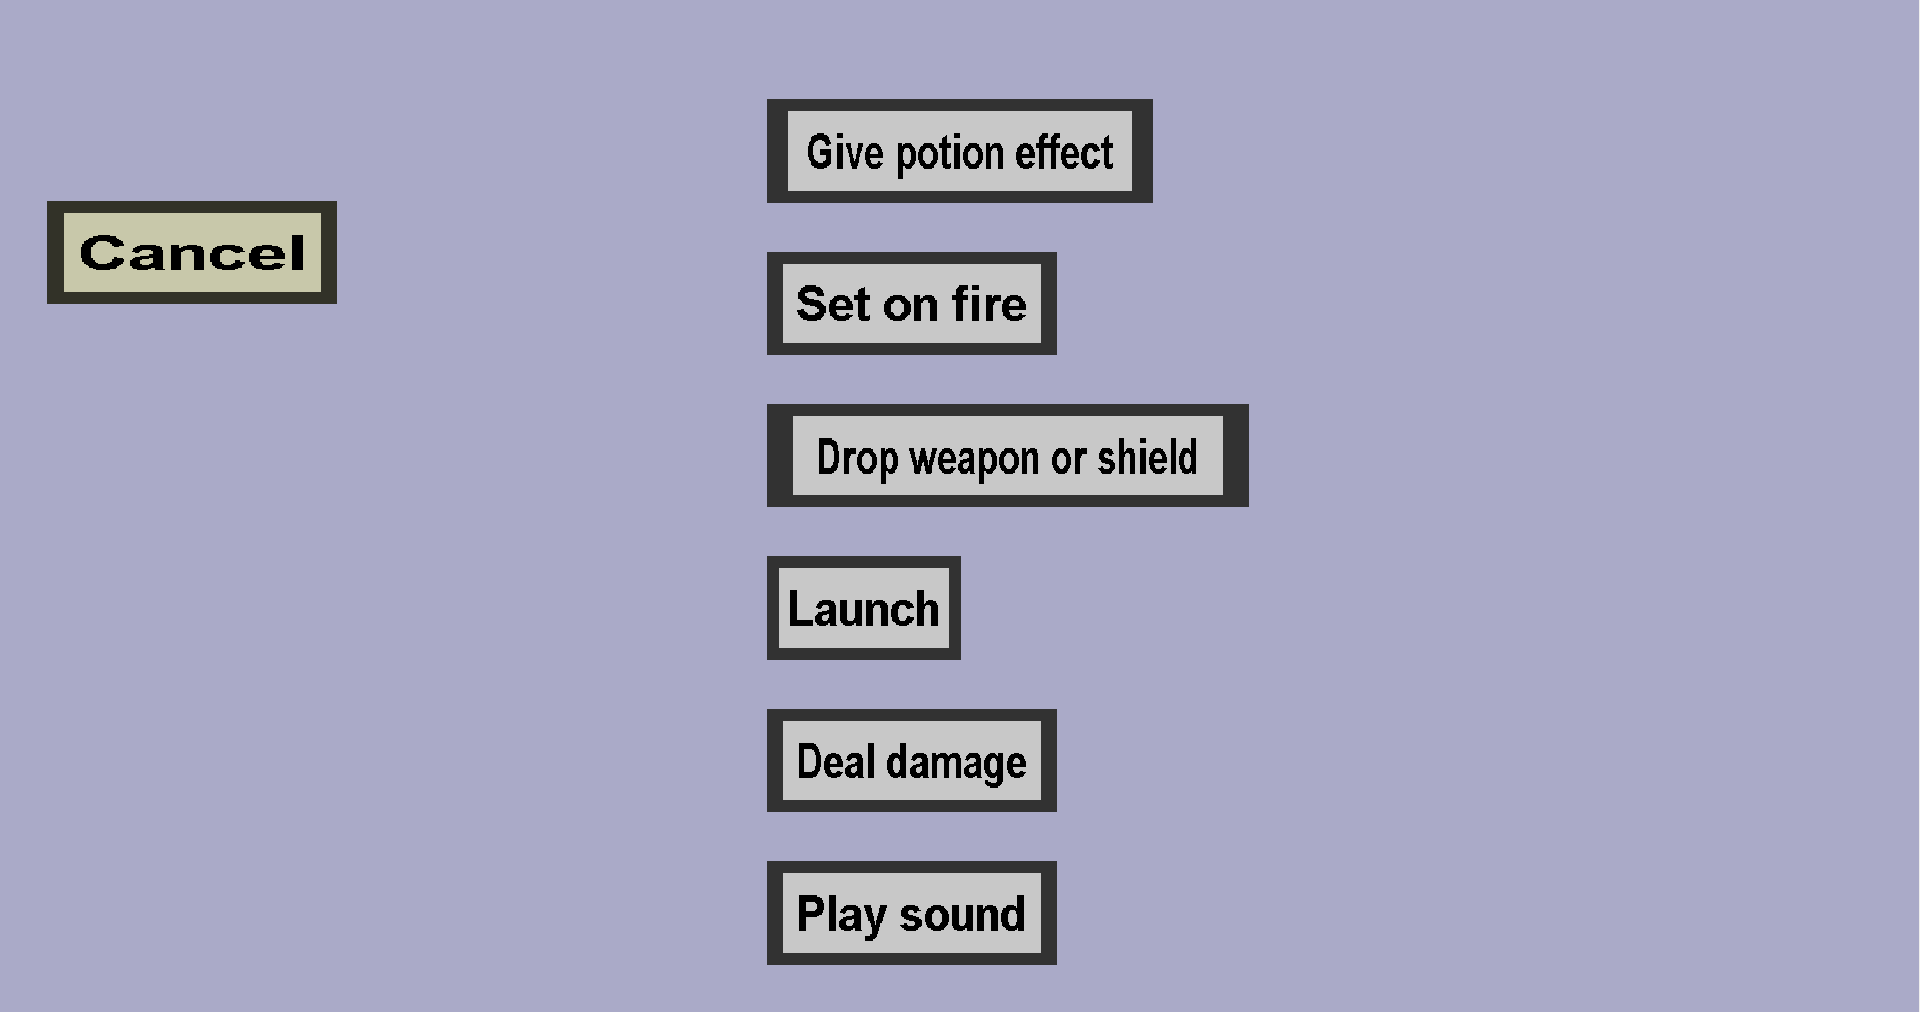 Cancel
Give potion effect
Set on fire
Drop weapon or shield
Launch
Deal damage
Play sound